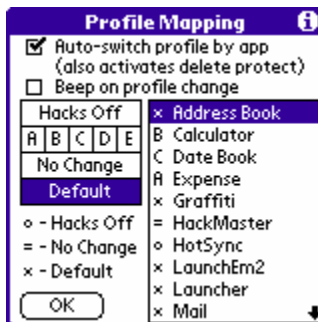 Profile Mapping
Auto-switch profile by app
(also activates delete protect)
Beep on profile change
Hacks Off
A B C D E
No Change
Default
o - Hacks Off
= - No Change
× - Default
OK
× Address Book
B Calculator
C Date Book
A Expense
× Graffiti
= HackMaster
o HotSync
× LaunchEm2
× Launcher
× Mail